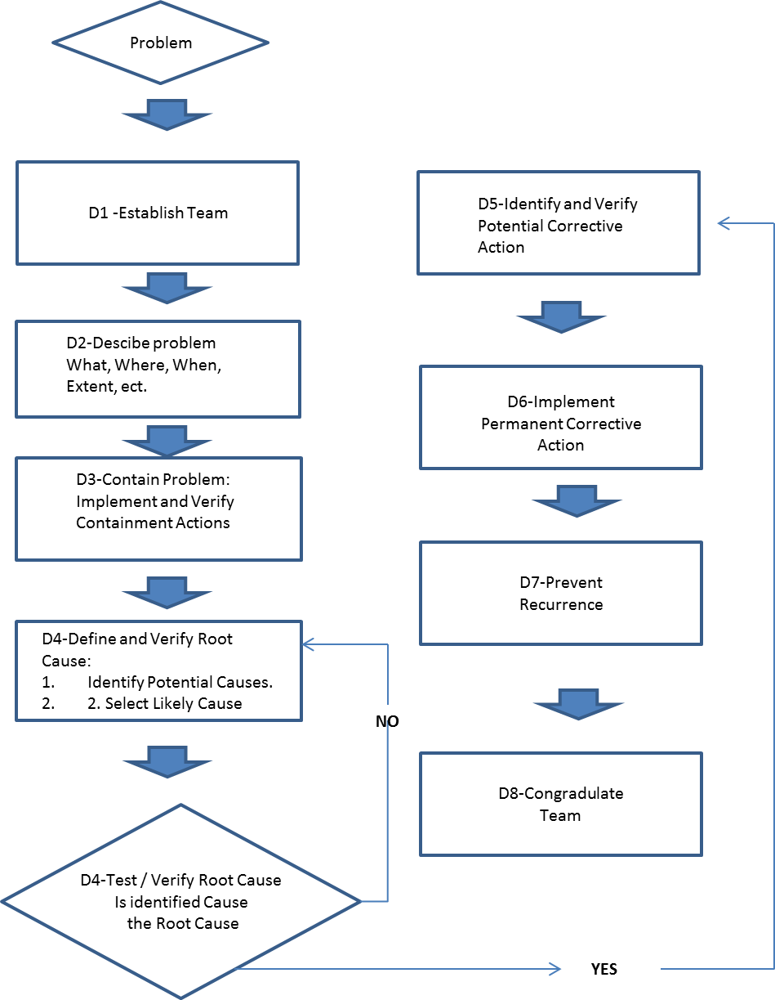 Problem
D1 -Establish Team
D2-Descibe problem
What, Where, When,
Extent, ect.
D3-Contain Problem:
Implement and Verify
Containment Actions
D4-Define and Verify Root
Cause:
1. Identify Potential Causes.
2. 2. Select Likely Cause
NO
D4-Test / Verify Root Cause
Is identified Cause
the Root Cause
YES
D5-Identify and Verify
Potential Corrective
Action
D6-Implement
Permanent Corrective
Action
D7-Prevent
Recurrence
D8-Congradulate
Team